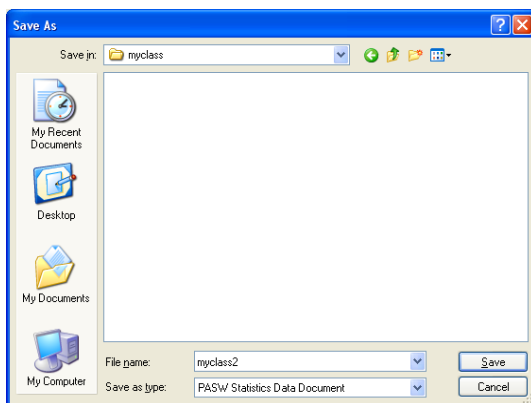 Save As
Save in: myclass
My Recent
Documents
Desktop
My Documents
My Computer
File name: myclass2 Save
Save as type: PASW Statistics Data Document Cancel